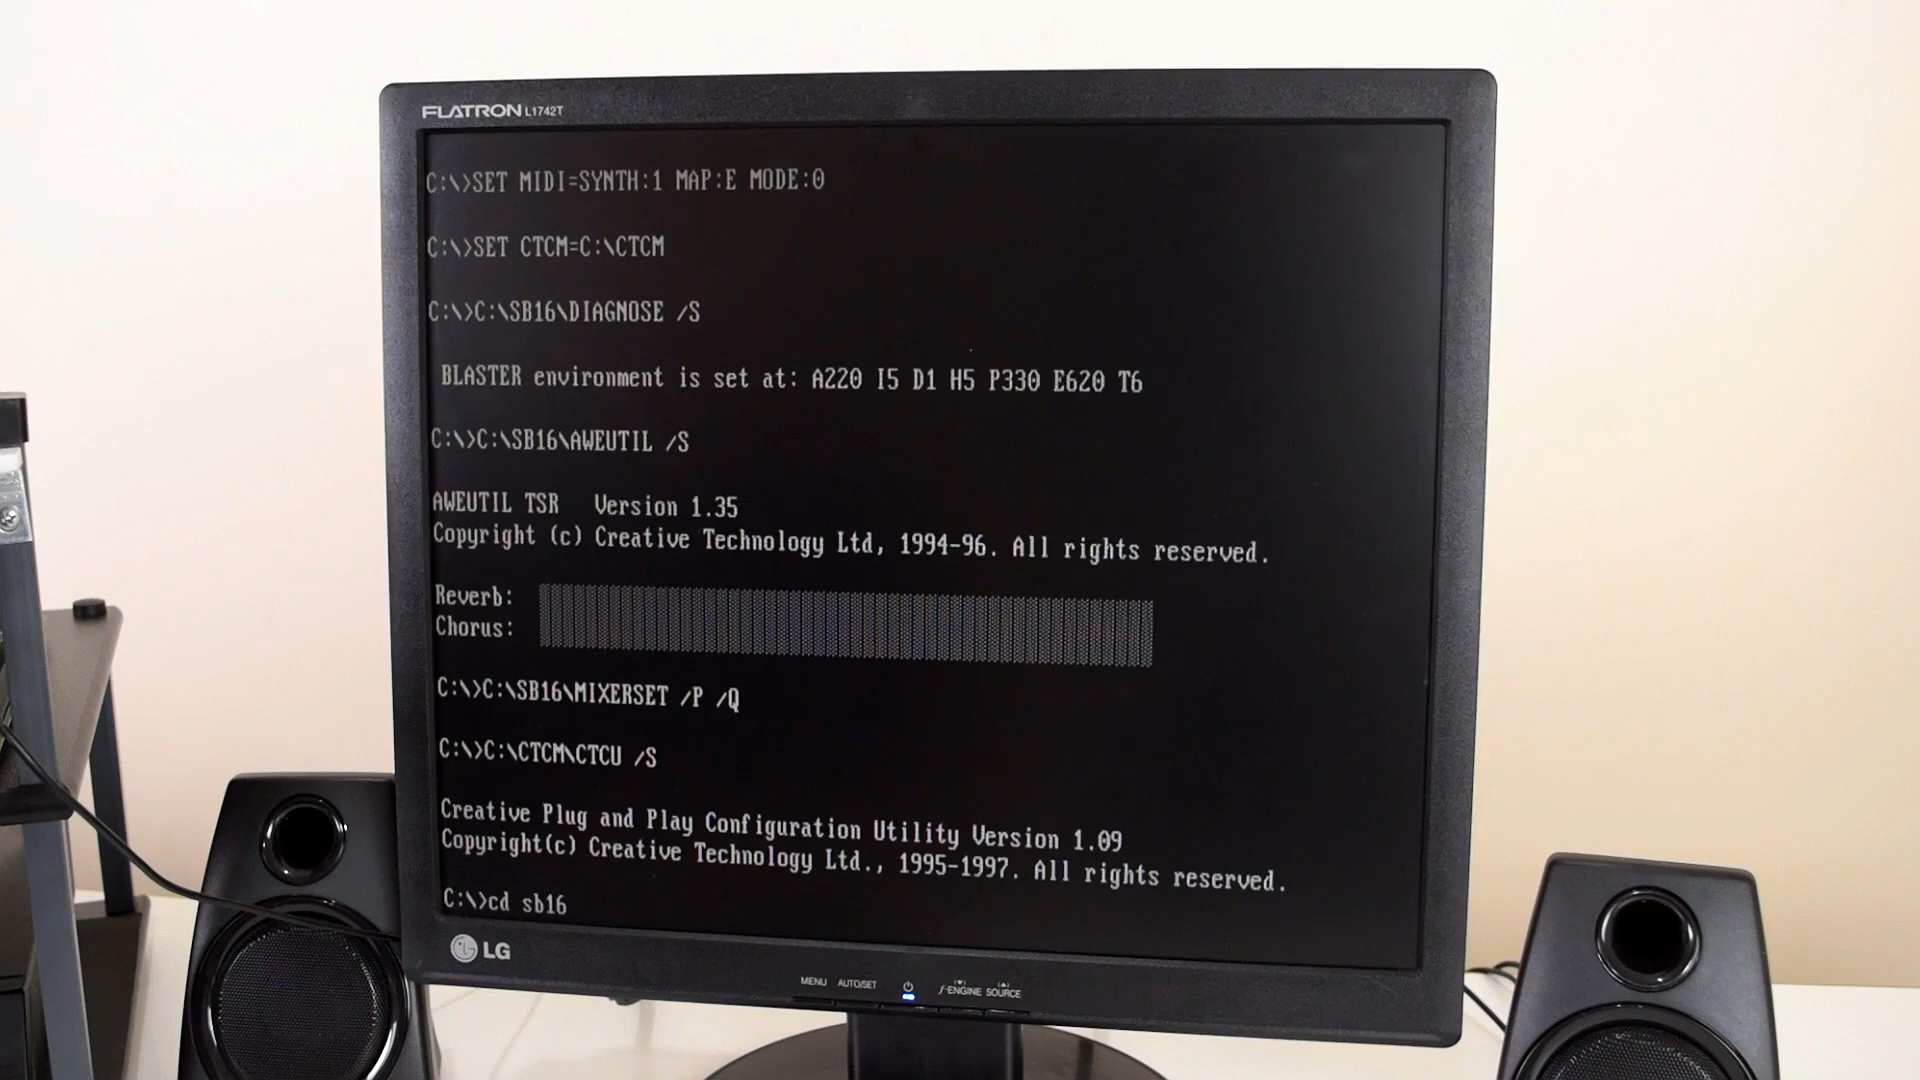 FLATRON L1742T
C:\>SET MIDI=SYNTH:1 MAP:E MODE:0
C:\>SET CTCM=C:\CTCM
C:\>C:\SB16\DIAGNOSE /S
BLASTER environment is set at: A220 I5 D1 H5 P330 E620 T6
C:\>C:\SB16\AWEUTIL /S
AWEUTIL TSR   Version 1.35
Copyright (c) Creative Technology Ltd, 1994-96. All rights reserved.
Reverb:
Chorus:
C:\>C:\SB16\MIXERSET /P /Q
C:\>C:\CTCM\CTCU /S
Creative Plug and Play Configuration Utility Version 1.09
Copyright(c) Creative Technology Ltd., 1995-1997. All rights reserved.
C:\>cd sb16
LG
MENU AUTO/SET f-ENGINE SOURCE